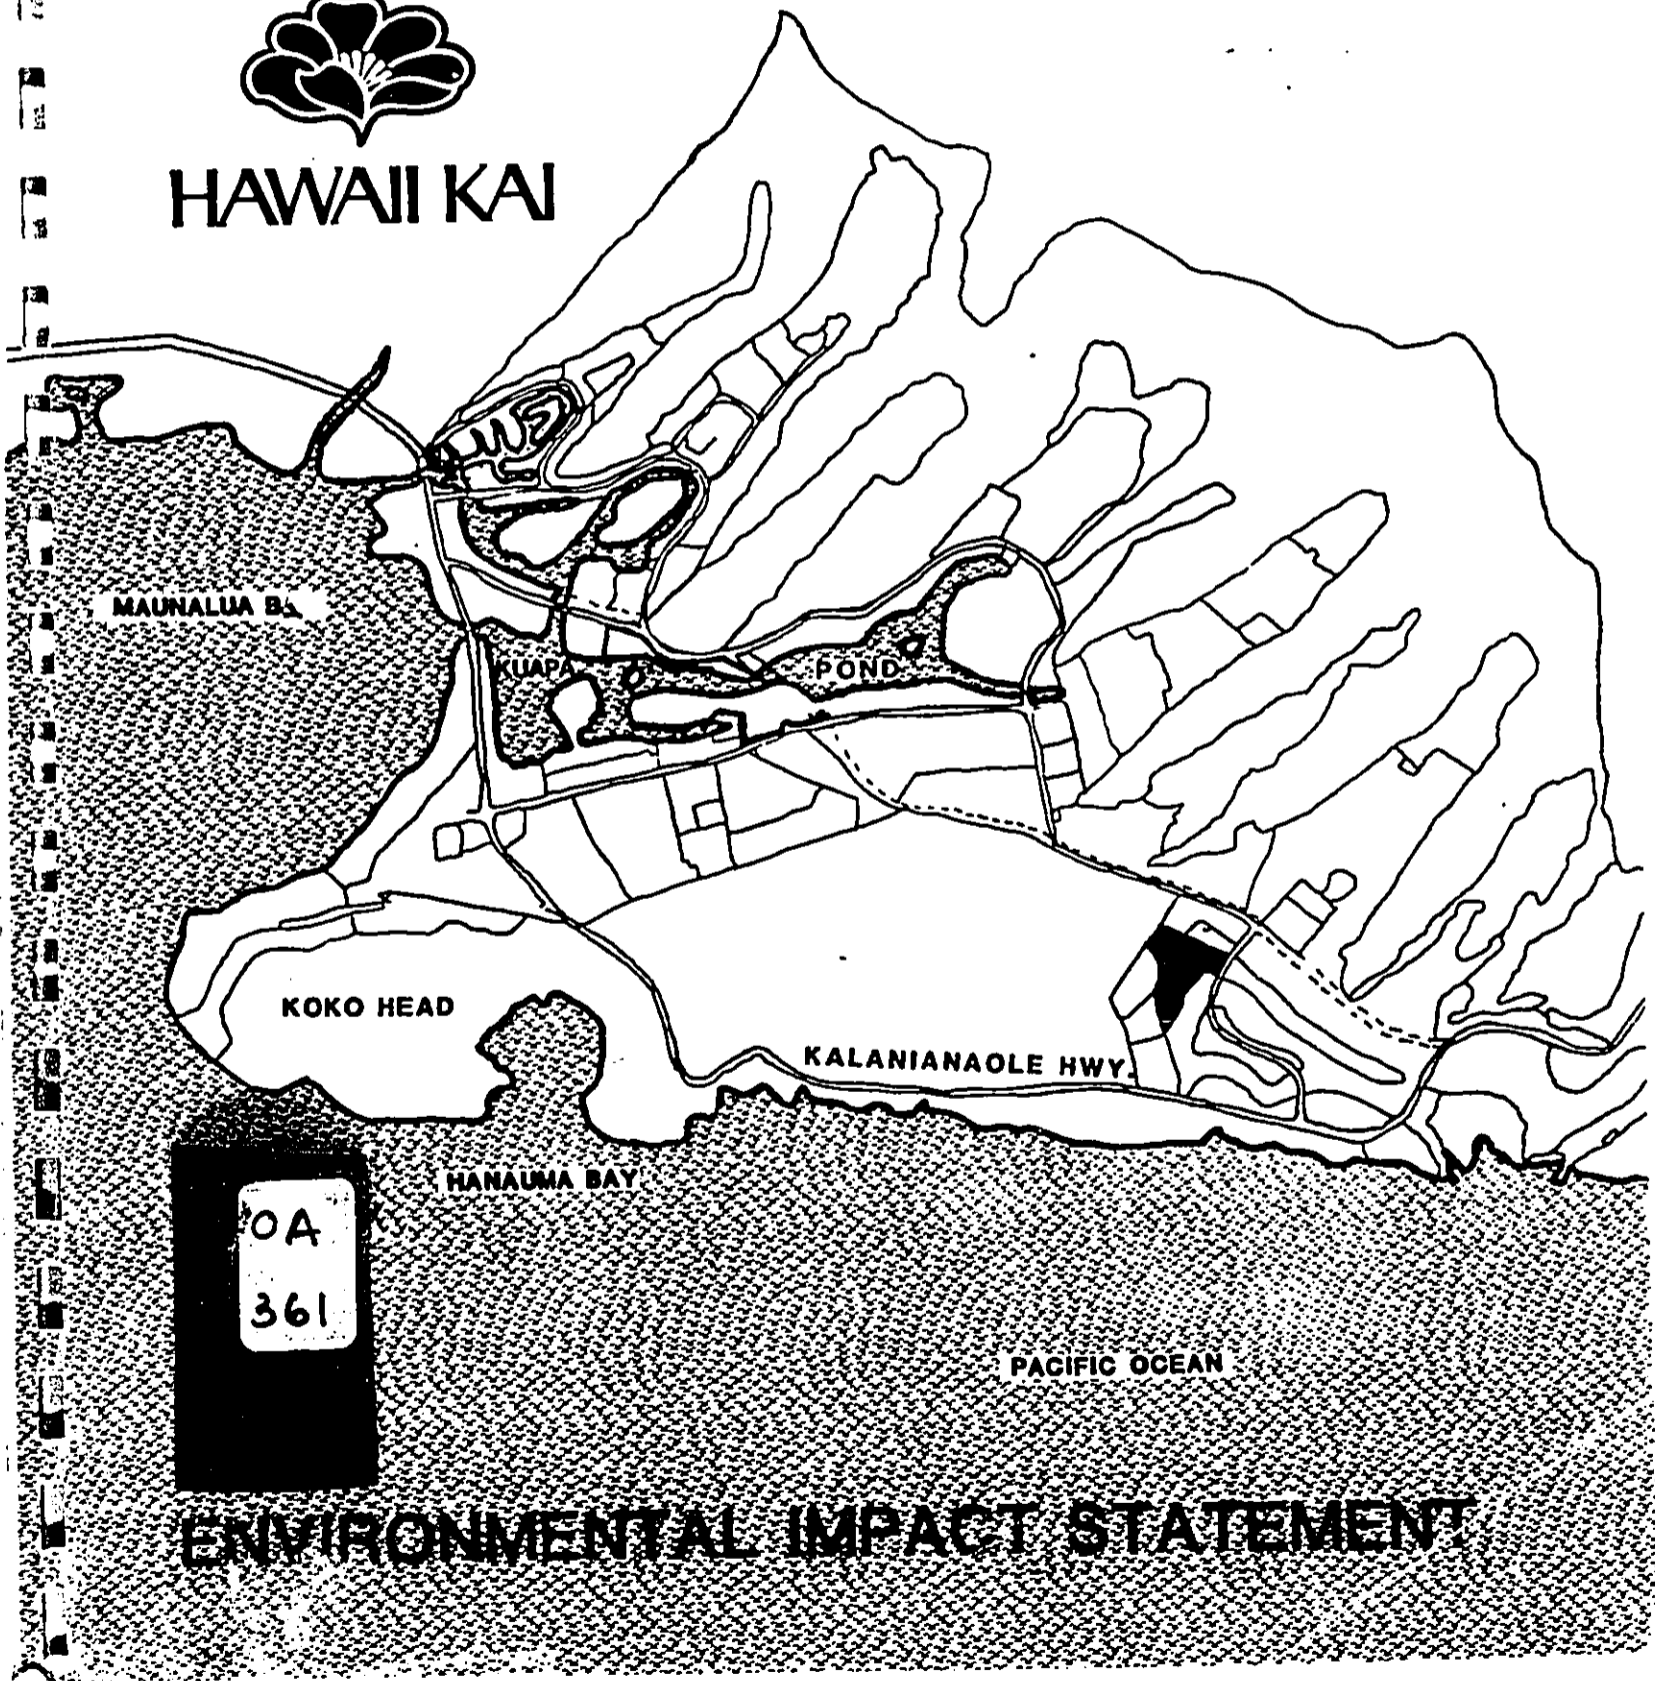 HAWAII KAI
MAUNALUA
KUAPA
POND
KOKO HEAD
KALANIANAOLE HWY.
HANAUMA BAY
OA
361
PACIFIC OCEAN
ENVIRONMENTAL IMPACT STATEMENT